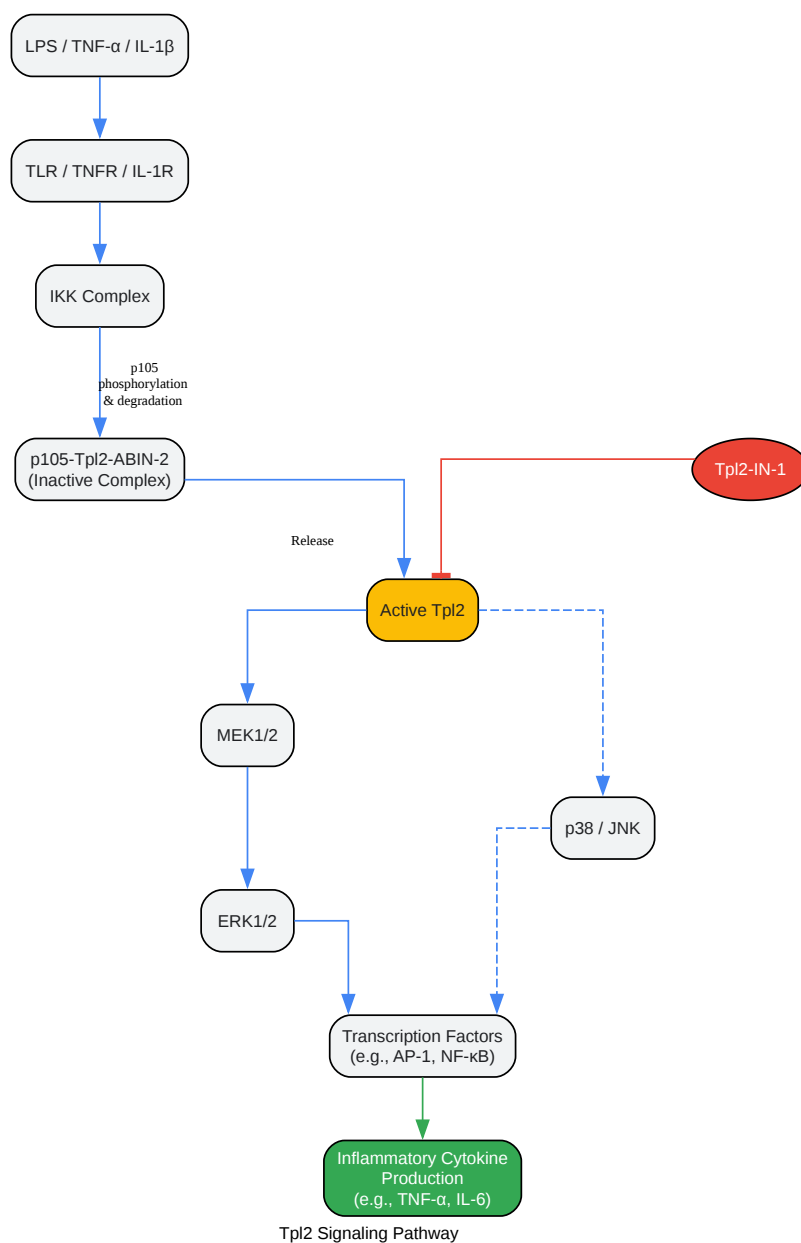 LPS / TNF-α / IL-1β
TLR / TNFR / IL-1R
IKK Complex
p105
phosphorylation
& degradation
p105-Tpl2-ABIN-2
(Inactive Complex)
Tpl2-IN-1
Release
Active Tpl2
MEK1/2
p38 / JNK
ERK1/2
Transcription Factors
(e.g., AP-1, NF-κB)
Inflammatory Cytokine
Production
(e.g., TNF-α, IL-6)
Tpl2 Signaling Pathway